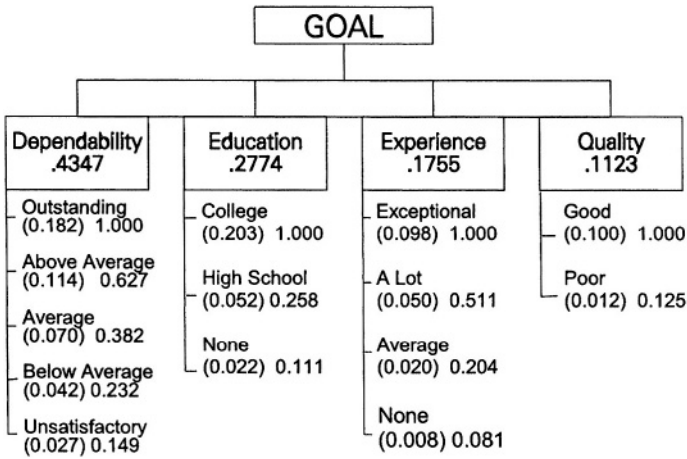 GOAL
Dependability
.4347
Outstanding
(0.182) 1.000
Above Average
(0.114) 0.627
Average
(0.070) 0.382
Below Average
(0.042) 0.232
Unsatisfactory
(0.027) 0.149
Education
.2774
College
(0.203) 1.000
High School
(0.052) 0.258
None
(0.022) 0.111
Experience
.1755
Exceptional
(0.098) 1.000
A Lot
(0.050) 0.511
Average
(0.020) 0.204
None
(0.008) 0.081
Quality
.1123
Good
(0.100) 1.000
Poor
(0.012) 0.125